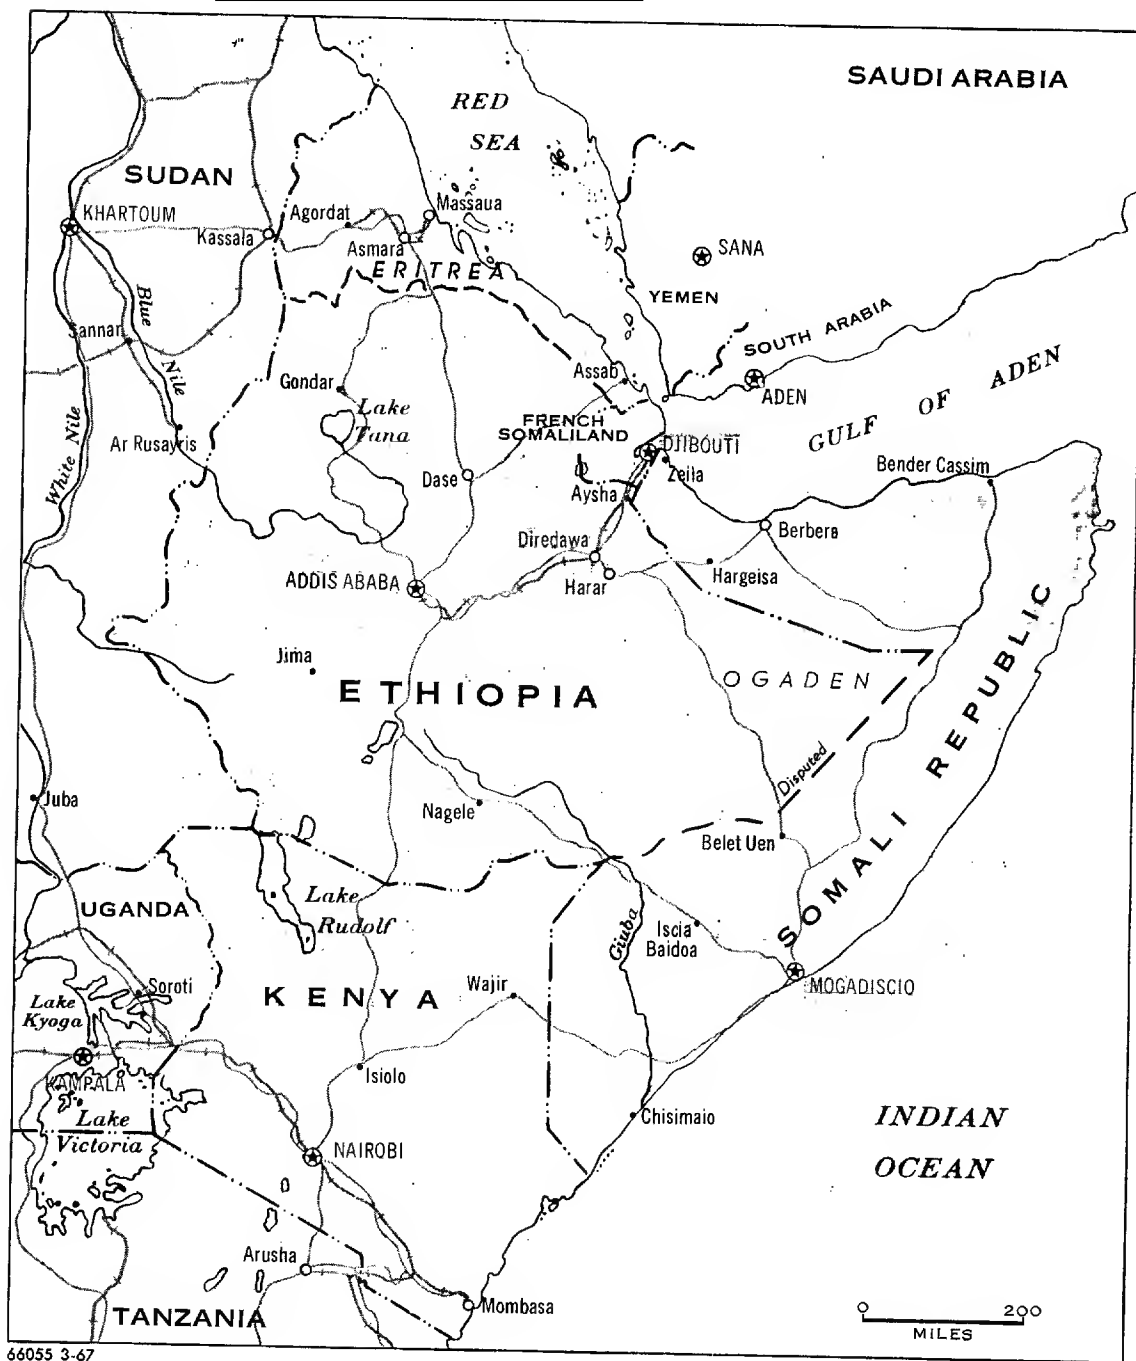 SAUDI ARABIA
RED
SEA
SUDAN
KHARTOUM
Kassala
Agordat
Massaua
Asmara
ERITREA
SANA
YEMEN
SOUTH ARABIA
ADEN
GULF OF ADEN
Blue
Nile
Sannar
White Nile
Ar Rusayris
Gondar
Lake
Tana
Assab
FRENCH
SOMALILAND
DJIBOUTI
Zeila
Dase
Aysha
Bender Cassim
Diredawa
Berbera
ADDIS ABABA
Harar
Hargeisa
Jima
ETHIOPIA
OGADEN
SOMALI REPUBLIC
Disputed
Juba
Nagele
Belet Uen
UGANDA
Lake
Rudolf
Giuba
Iscia
Baidoa
Soroti
Lake
Kyoga
KENYA
Wajir
MOGADISCIO
KAMPALA
Isiolo
Lake
Victoria
Chisimaio
INDIAN
OCEAN
NAIROBI
Arusha
TANZANIA
Mombasa
0 200
MILES
66055 3-67